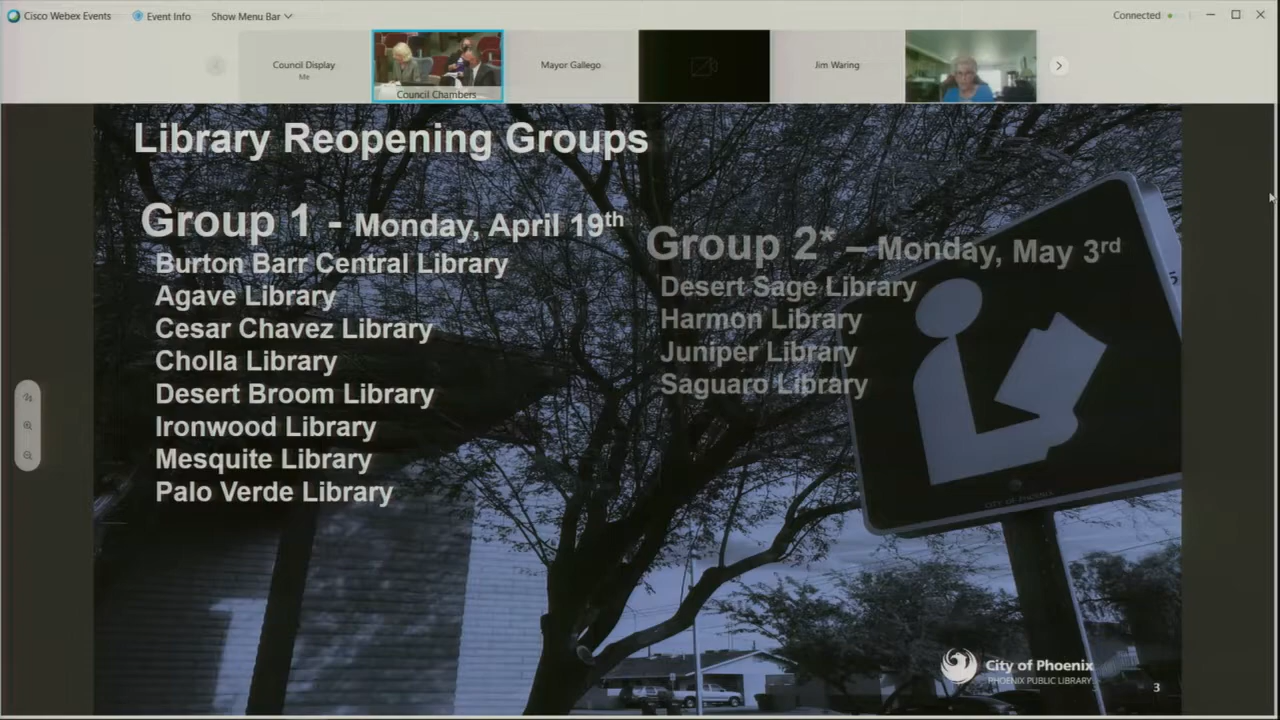 Cisco Webex Events
Event Info
Show Menu Bar
Connected
Council Display
Me
Council Chambers
Mayor Gallego
Jim Waring
Library Reopening Groups
Group 1 - Monday, April 19th
Burton Barr Central Library
Agave Library
Cesar Chavez Library
Cholla Library
Desert Broom Library
Ironwood Library
Mesquite Library
Palo Verde Library
Group 2* – Monday, May 3rd
Desert Sage Library
Harmon Library
Juniper Library
Saguaro Library
CITY OF PHOENIX
City of Phoenix
PHOENIX PUBLIC LIBRARY
3